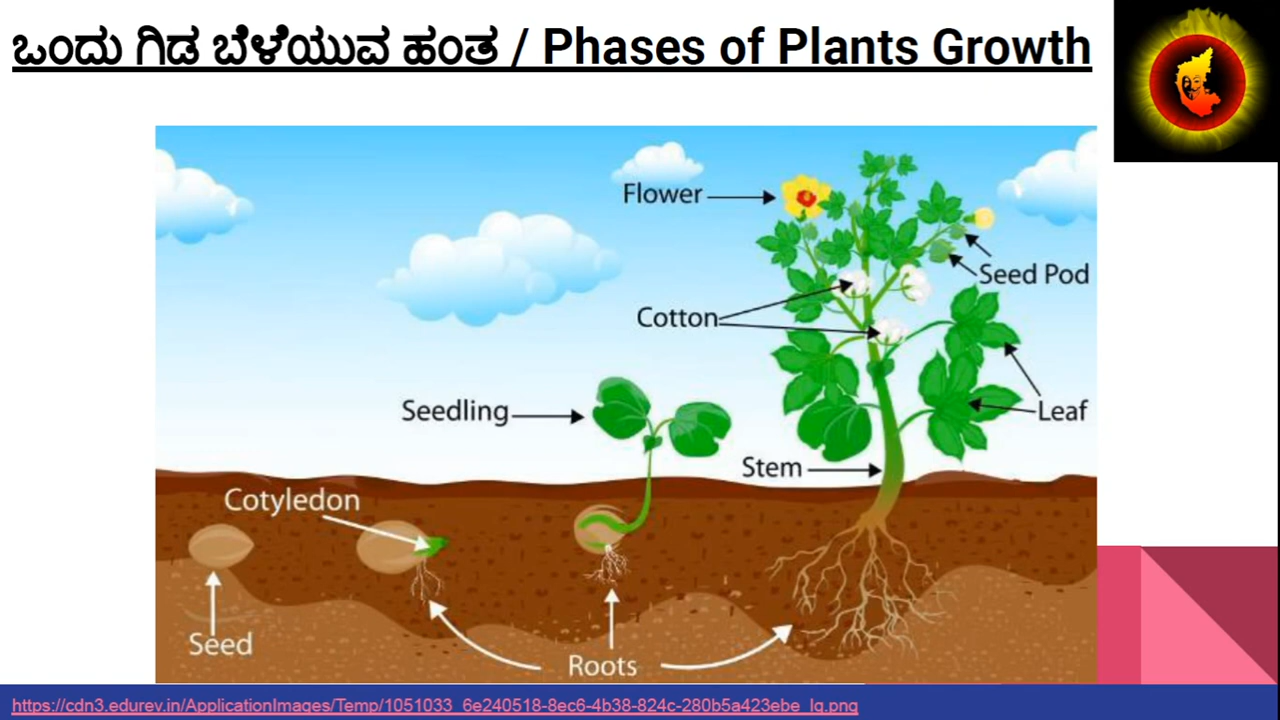 ಒಂದು ಗಿಡ ಬೆಳೆಯುವ ಹಂತ / Phases of Plants Growth
Flower
Seed Pod
Cotton
Seedling
Leaf
Stem
Cotyledon
Seed
Roots
https://cdn3.edurev.in/ApplicationImages/Temp/1051033_6e240518-8ec6-4b38-824c-280b5a423ebe_lg.png